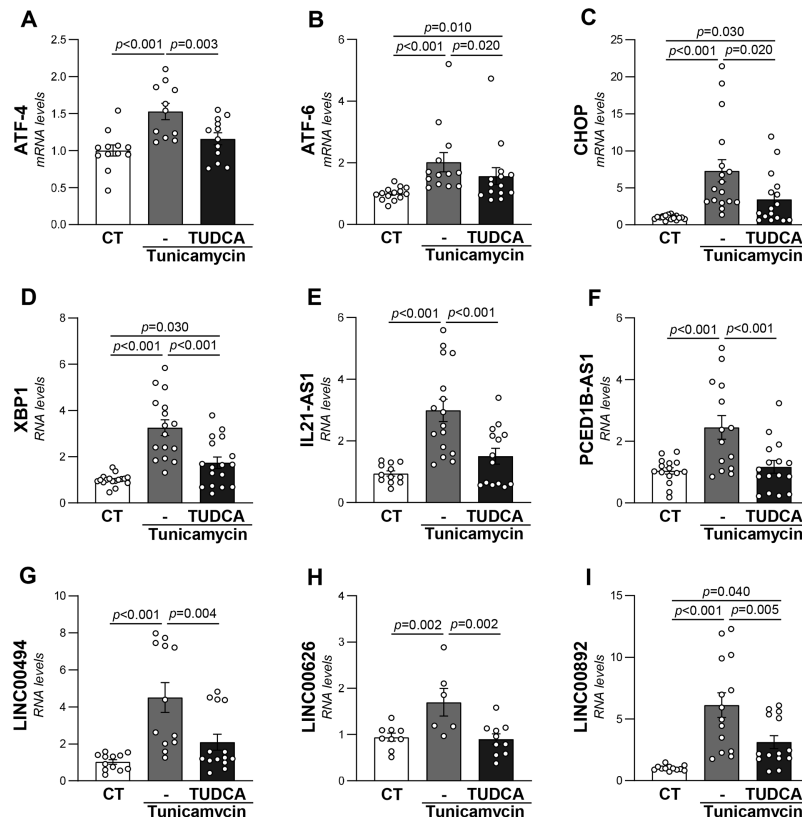 A
ATF-4
mRNA levels
p<0.001 p=0.003
2.5
2.0
1.5
1.0
0.5
0.0
CT - TUDCA
Tunicamycin
B
ATF-6
mRNA levels
p=0.010
p<0.001 p=0.020
6
4
2
0
CT - TUDCA
Tunicamycin
C
CHOP
mRNA levels
p=0.030
p<0.001 p=0.020
25
20
15
10
5
0
CT - TUDCA
Tunicamycin
D
XBP1
RNA levels
p=0.030
p<0.001 p<0.001
8
6
4
2
0
CT - TUDCA
Tunicamycin
E
IL21-AS1
RNA levels
p<0.001 p<0.001
6
4
2
0
CT - TUDCA
Tunicamycin
F
PCED1B-AS1
RNA levels
p<0.001 p<0.001
6
4
2
0
CT - TUDCA
Tunicamycin
G
LINC00494
RNA levels
p<0.001 p=0.004
10
8
6
4
2
0
CT - TUDCA
Tunicamycin
H
LINC00626
RNA levels
p=0.002 p=0.002
4
3
2
1
0
CT - TUDCA
Tunicamycin
I
LINC00892
RNA levels
p=0.040
p<0.001 p=0.005
15
10
5
0
CT - TUDCA
Tunicamycin